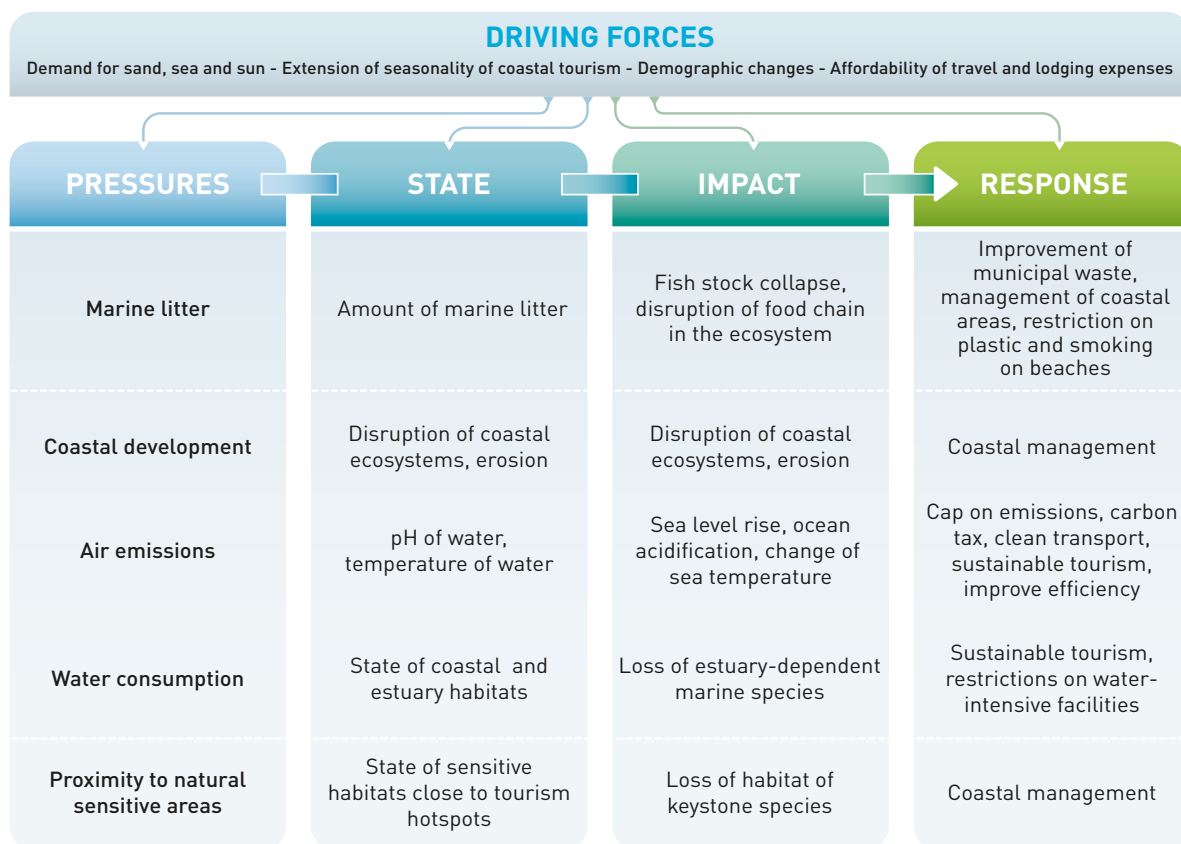 DRIVING FORCES
Demand for sand, sea and sun - Extension of seasonality of coastal tourism - Demographic changes - Affordability of travel and lodging expenses
PRESSURES
STATE
IMPACT
RESPONSE
Marine litter
Amount of marine litter
Fish stock collapse,
disruption of food chain
in the ecosystem
Improvement of
municipal waste,
management of coastal
areas, restriction on
plastic and smoking
on beaches
Coastal development
Disruption of coastal
ecosystems, erosion
Disruption of coastal
ecosystems, erosion
Coastal management
Air emissions
pH of water,
temperature of water
Sea level rise, ocean
acidification, change of
sea temperature
Cap on emissions, carbon
tax, clean transport,
sustainable tourism,
improve efficiency
Water consumption
State of coastal and
estuary habitats
Loss of estuary-dependent
marine species
Sustainable tourism,
restrictions on water-
intensive facilities
Proximity to natural
sensitive areas
State of sensitive
habitats close to tourism
hotspots
Loss of habitat of
keystone species
Coastal management